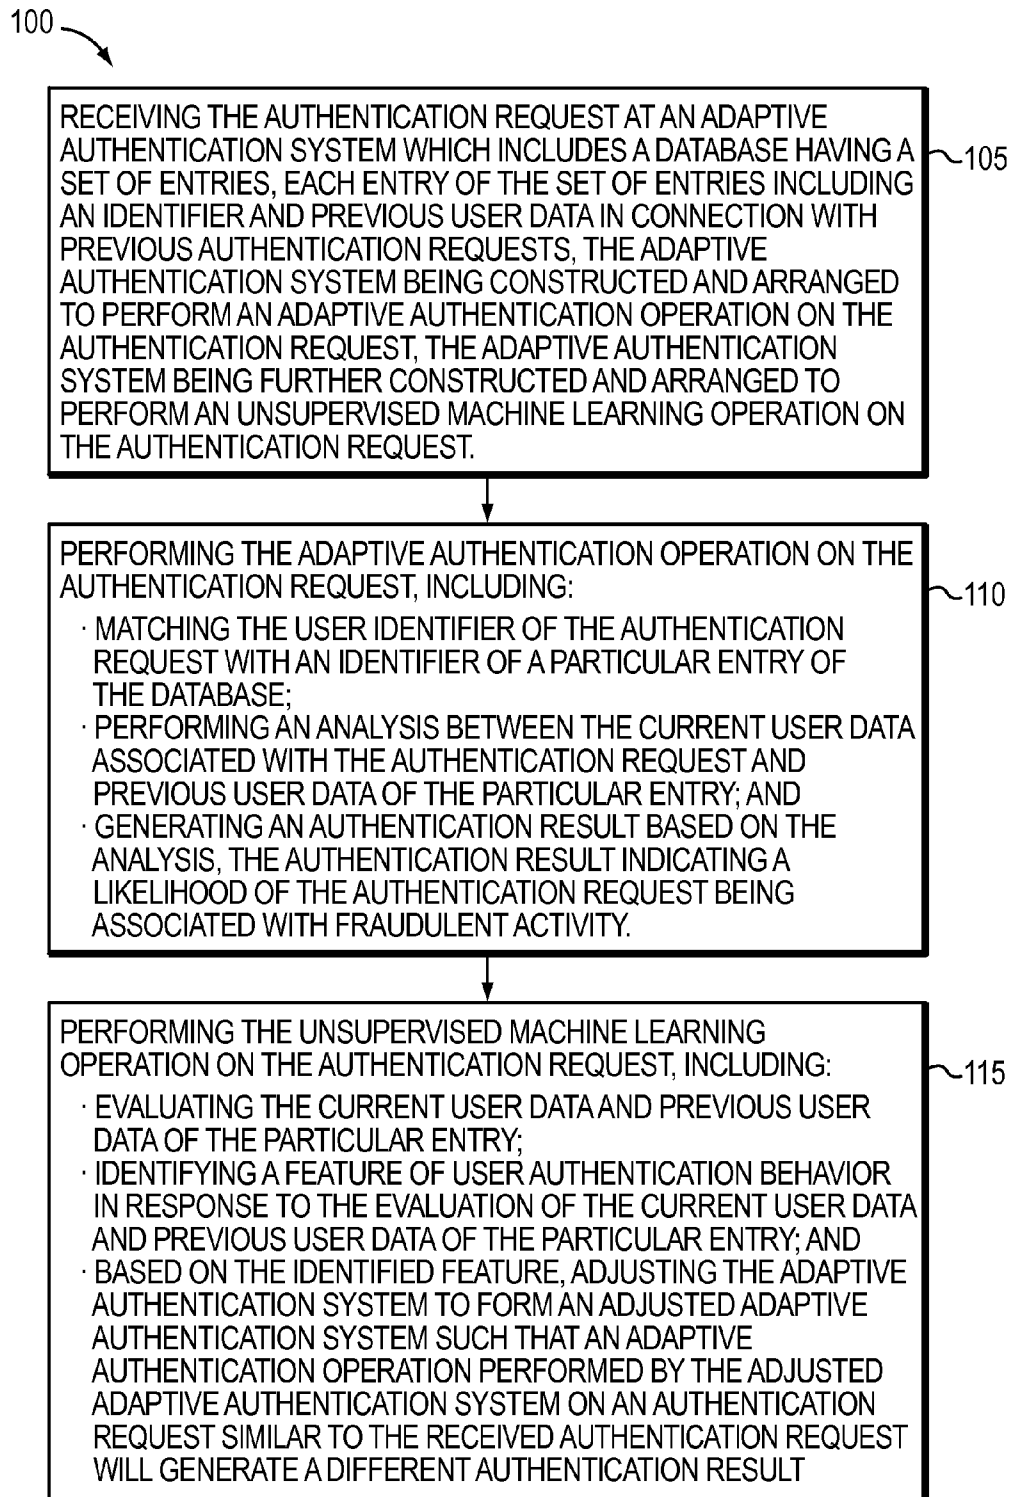 100
RECEIVING THE AUTHENTICATION REQUEST AT AN ADAPTIVE
AUTHENTICATION SYSTEM WHICH INCLUDES A DATABASE HAVING A
SET OF ENTRIES, EACH ENTRY OF THE SET OF ENTRIES INCLUDING
AN IDENTIFIER AND PREVIOUS USER DATA IN CONNECTION WITH
PREVIOUS AUTHENTICATION REQUESTS, THE ADAPTIVE
AUTHENTICATION SYSTEM BEING CONSTRUCTED AND ARRANGED
TO PERFORM AN ADAPTIVE AUTHENTICATION OPERATION ON THE
AUTHENTICATION REQUEST, THE ADAPTIVE AUTHENTICATION
SYSTEM BEING FURTHER CONSTRUCTED AND ARRANGED TO
PERFORM AN UNSUPERVISED MACHINE LEARNING OPERATION ON
THE AUTHENTICATION REQUEST.
105
PERFORMING THE ADAPTIVE AUTHENTICATION OPERATION ON THE
AUTHENTICATION REQUEST, INCLUDING:
· MATCHING THE USER IDENTIFIER OF THE AUTHENTICATION
REQUEST WITH AN IDENTIFIER OF A PARTICULAR ENTRY OF
THE DATABASE;
· PERFORMING AN ANALYSIS BETWEEN THE CURRENT USER DATA
ASSOCIATED WITH THE AUTHENTICATION REQUEST AND
PREVIOUS USER DATA OF THE PARTICULAR ENTRY; AND
· GENERATING AN AUTHENTICATION RESULT BASED ON THE
ANALYSIS, THE AUTHENTICATION RESULT INDICATING A
LIKELIHOOD OF THE AUTHENTICATION REQUEST BEING
ASSOCIATED WITH FRAUDULENT ACTIVITY.
110
PERFORMING THE UNSUPERVISED MACHINE LEARNING
OPERATION ON THE AUTHENTICATION REQUEST, INCLUDING:
· EVALUATING THE CURRENT USER DATA AND PREVIOUS USER
DATA OF THE PARTICULAR ENTRY;
· IDENTIFYING A FEATURE OF USER AUTHENTICATION BEHAVIOR
IN RESPONSE TO THE EVALUATION OF THE CURRENT USER DATA
AND PREVIOUS USER DATA OF THE PARTICULAR ENTRY; AND
· BASED ON THE IDENTIFIED FEATURE, ADJUSTING THE ADAPTIVE
AUTHENTICATION SYSTEM TO FORM AN ADJUSTED ADAPTIVE
AUTHENTICATION SYSTEM SUCH THAT AN ADAPTIVE
AUTHENTICATION OPERATION PERFORMED BY THE ADJUSTED
ADAPTIVE AUTHENTICATION SYSTEM ON AN AUTHENTICATION
REQUEST SIMILAR TO THE RECEIVED AUTHENTICATION REQUEST
WILL GENERATE A DIFFERENT AUTHENTICATION RESULT
115